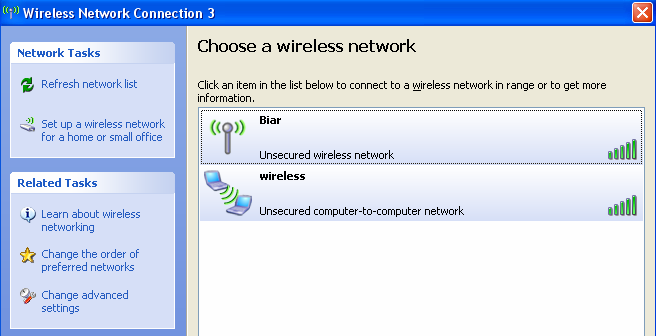 Wireless Network Connection 3
Network Tasks
Refresh network list
Set up a wireless network
for a home or small office
Related Tasks
Learn about wireless
networking
Change the order of
preferred networks
Change advanced
settings
Choose a wireless network
Click an item in the list below to connect to a wireless network in range or to get more
information.
Biar
Unsecured wireless network
wireless
Unsecured computer-to-computer network